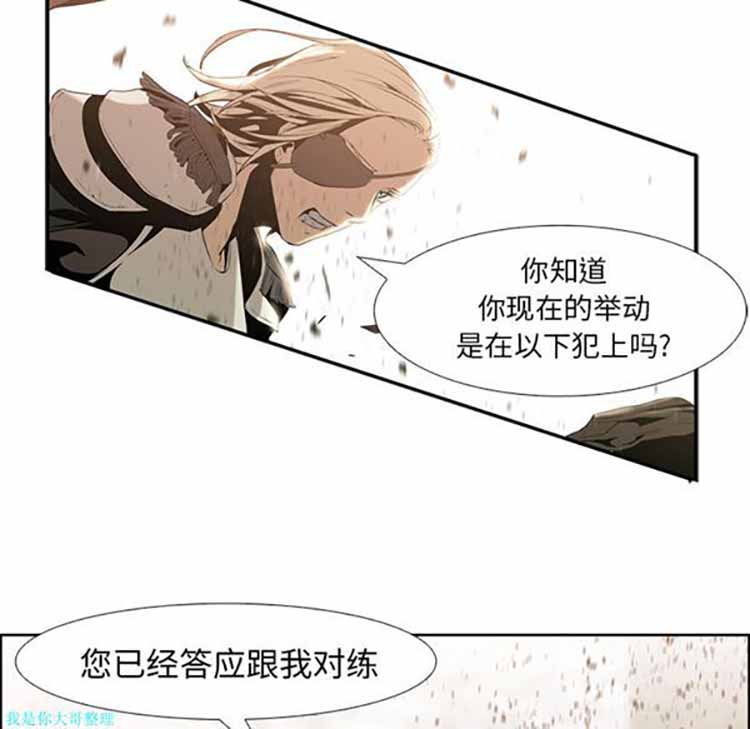 你知道
你现在的举动
是在以下犯上吗?
您已经答应跟我对练
我是你大哥整理